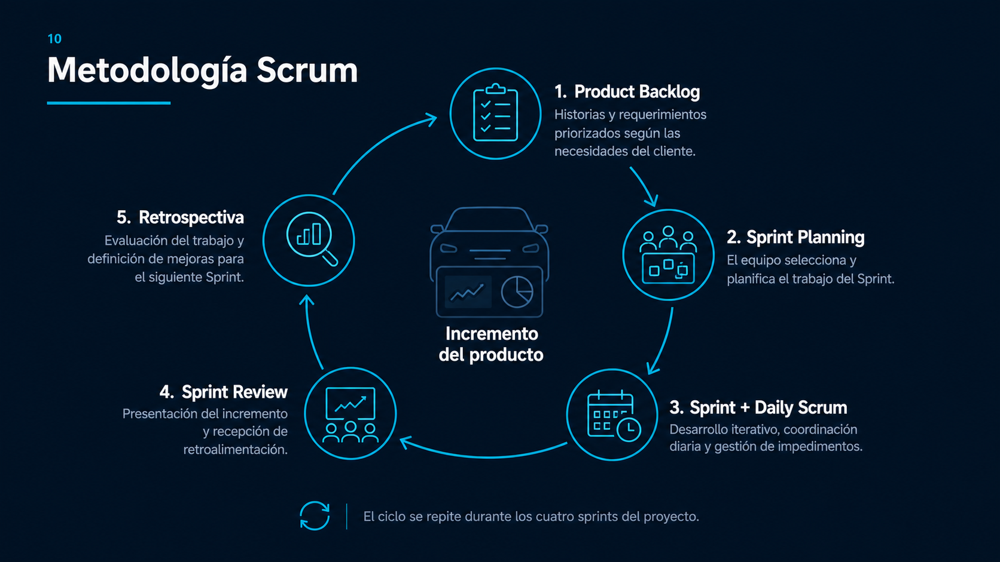 10
Metodología Scrum
1. Product Backlog
Historias y requerimientos
priorizados según las
necesidades del cliente.
2. Sprint Planning
El equipo selecciona y
planifica el trabajo del Sprint.
3. Sprint + Daily Scrum
Desarrollo iterativo, coordinación
diaria y gestión de impedimentos.
4. Sprint Review
Presentación del incremento
y recepción de
retroalimentación.
5. Retrospectiva
Evaluación del trabajo y
definición de mejoras para
el siguiente Sprint.
Incremento
del producto
El ciclo se repite durante los cuatro sprints del proyecto.